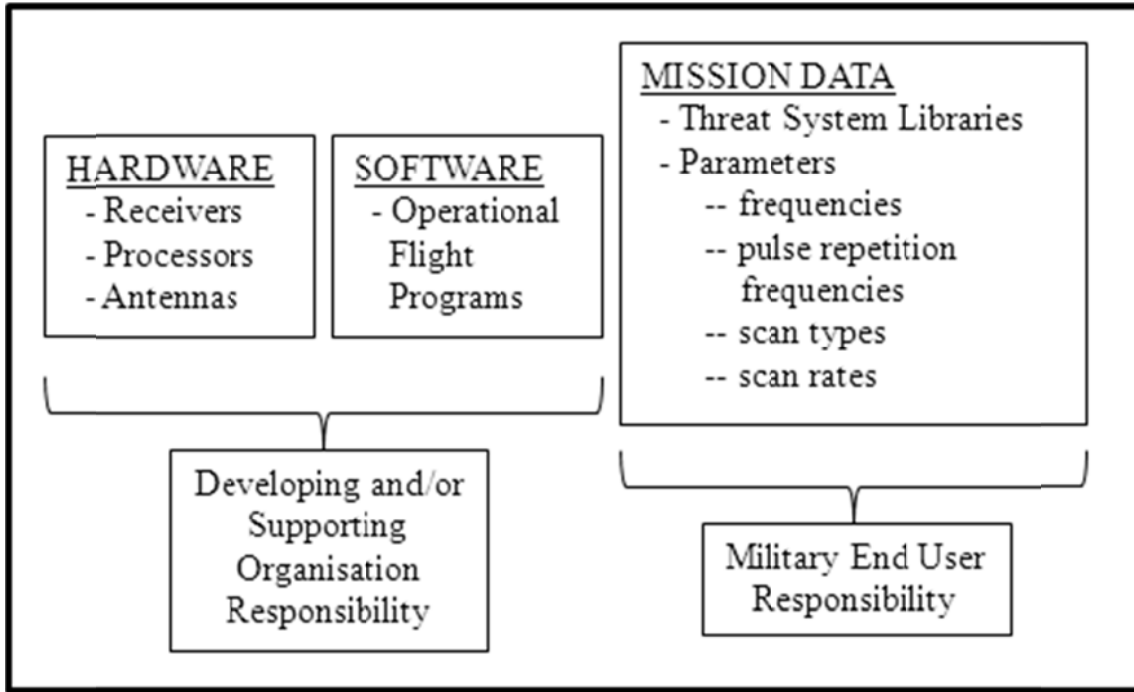 HARDWARE
- Receivers
- Processors
- Antennas
SOFTWARE
- Operational
Flight
Programs
MISSION DATA
- Threat System Libraries
- Parameters
-- frequencies
-- pulse repetition
frequencies
-- scan types
-- scan rates
Developing and/or
Supporting
Organisation
Responsibility
Military End User
Responsibility